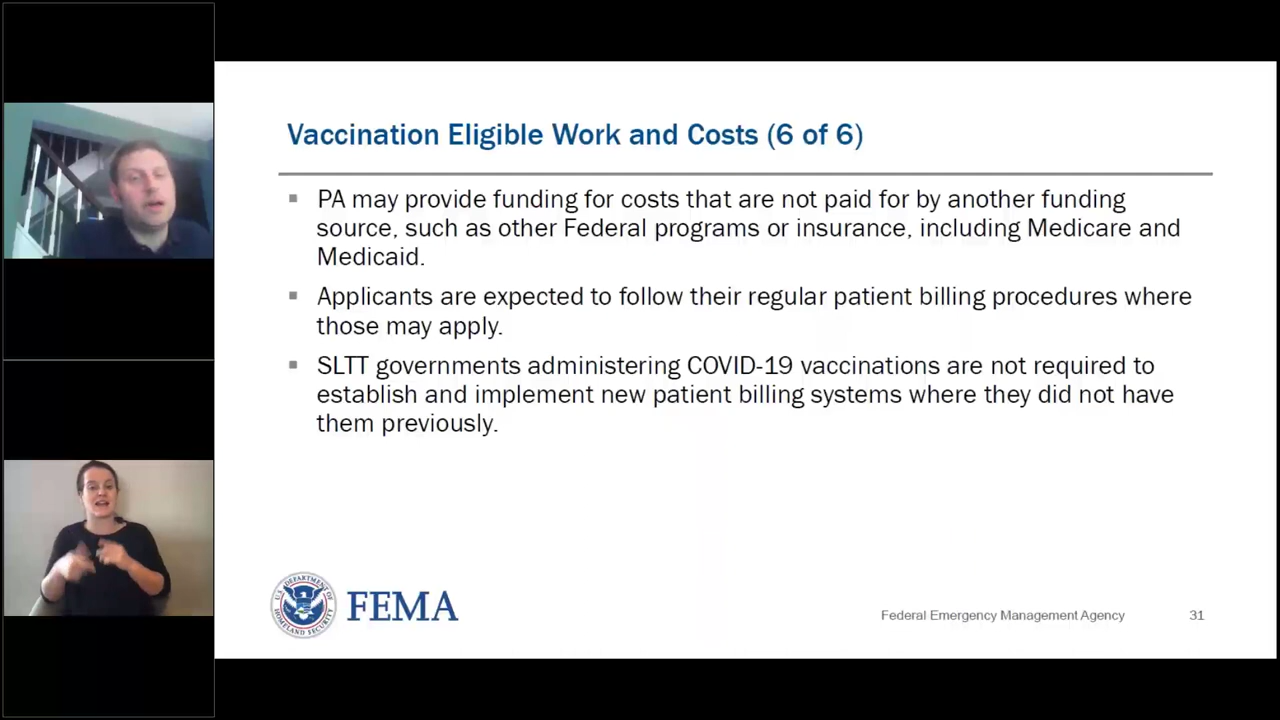 Vaccination Eligible Work and Costs (6 of 6)
PA may provide funding for costs that are not paid for by another funding
source, such as other Federal programs or insurance, including Medicare and
Medicaid.
Applicants are expected to follow their regular patient billing procedures where
those may apply.
SLTT governments administering COVID-19 vaccinations are not required to
establish and implement new patient billing systems where they did not have
them previously.
U.S. DEPARTMENT OF
HOMELAND SECURITY
FEMA
Federal Emergency Management Agency
31